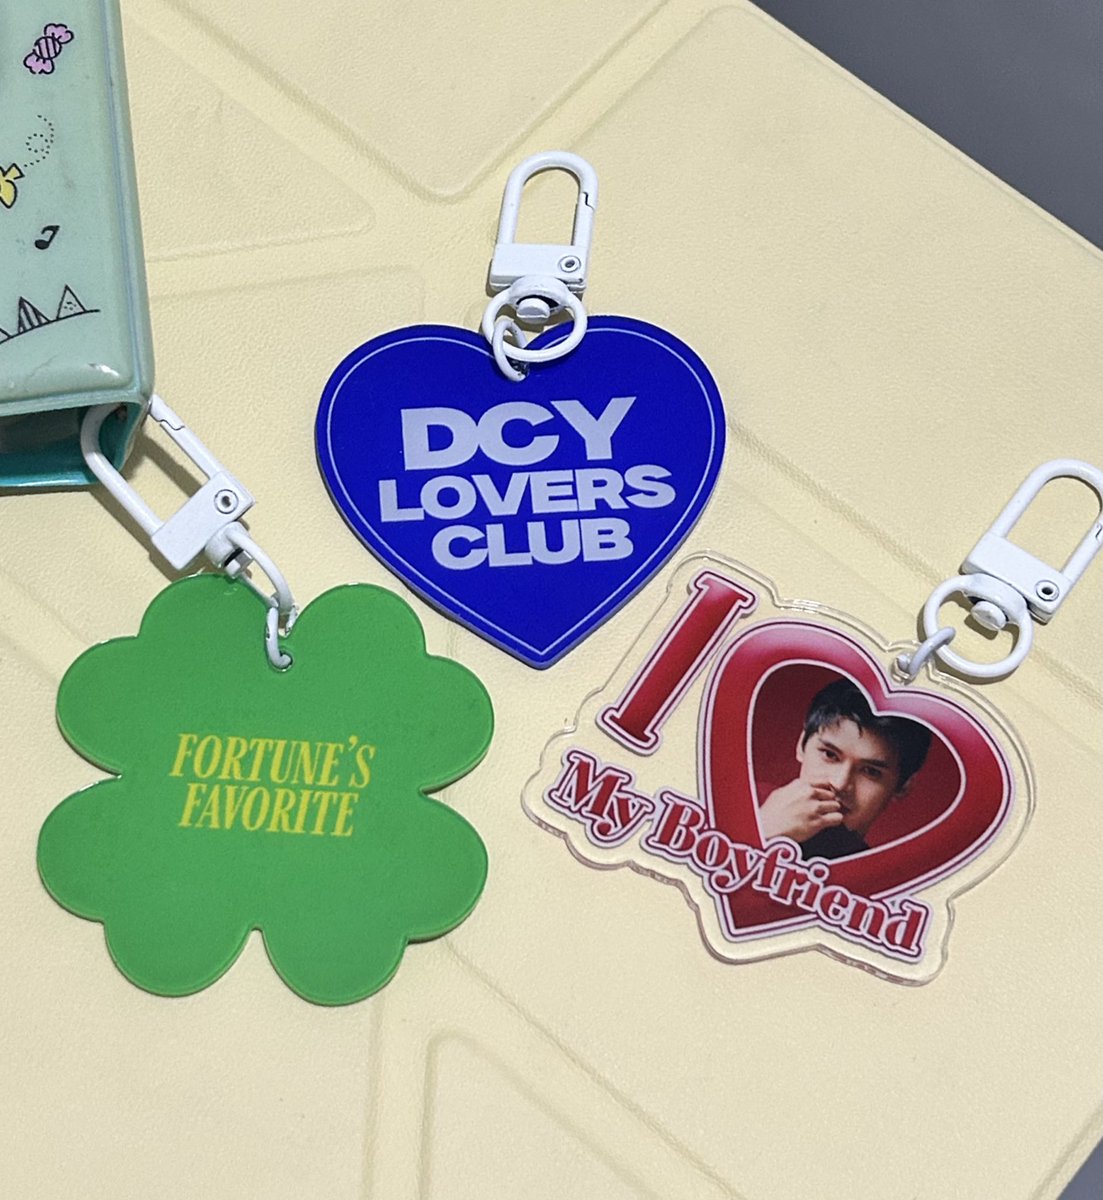 DCY
LOVERS
CLUB
FORTUNE'S
FAVORITE
I
My Boyfriend